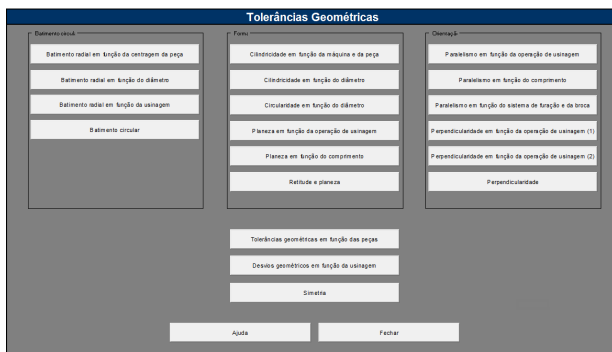 Tolerâncias Geométricas
Batimento circul
Batimento radial em função da centragem da peça
Batimento radial em função do diâmetro
Batimento radial em função da usinagem
Batimento circular
Forma
Cilindricidade em função da máquina e da peça
Cilindricidade em função do diâmetro
Circularidade em função do diâmetro
Planeza em função da operação de usinagem
Planeza em função do comprimento
Retitude e planeza
Orientaçã
Paralelismo em função da operação de usinagem
Paralelismo em função do comprimento
Paralelismo em função do sistema de furação e da broca
Perpendicularidade em função da operação de usinagem (1)
Perpendicularidade em função da operação de usinagem (2)
Perpendicularidade
Tolerâncias geométricas em função das peças
Desvios geométricos em função da usinagem
Simetria
Ajuda
Fechar